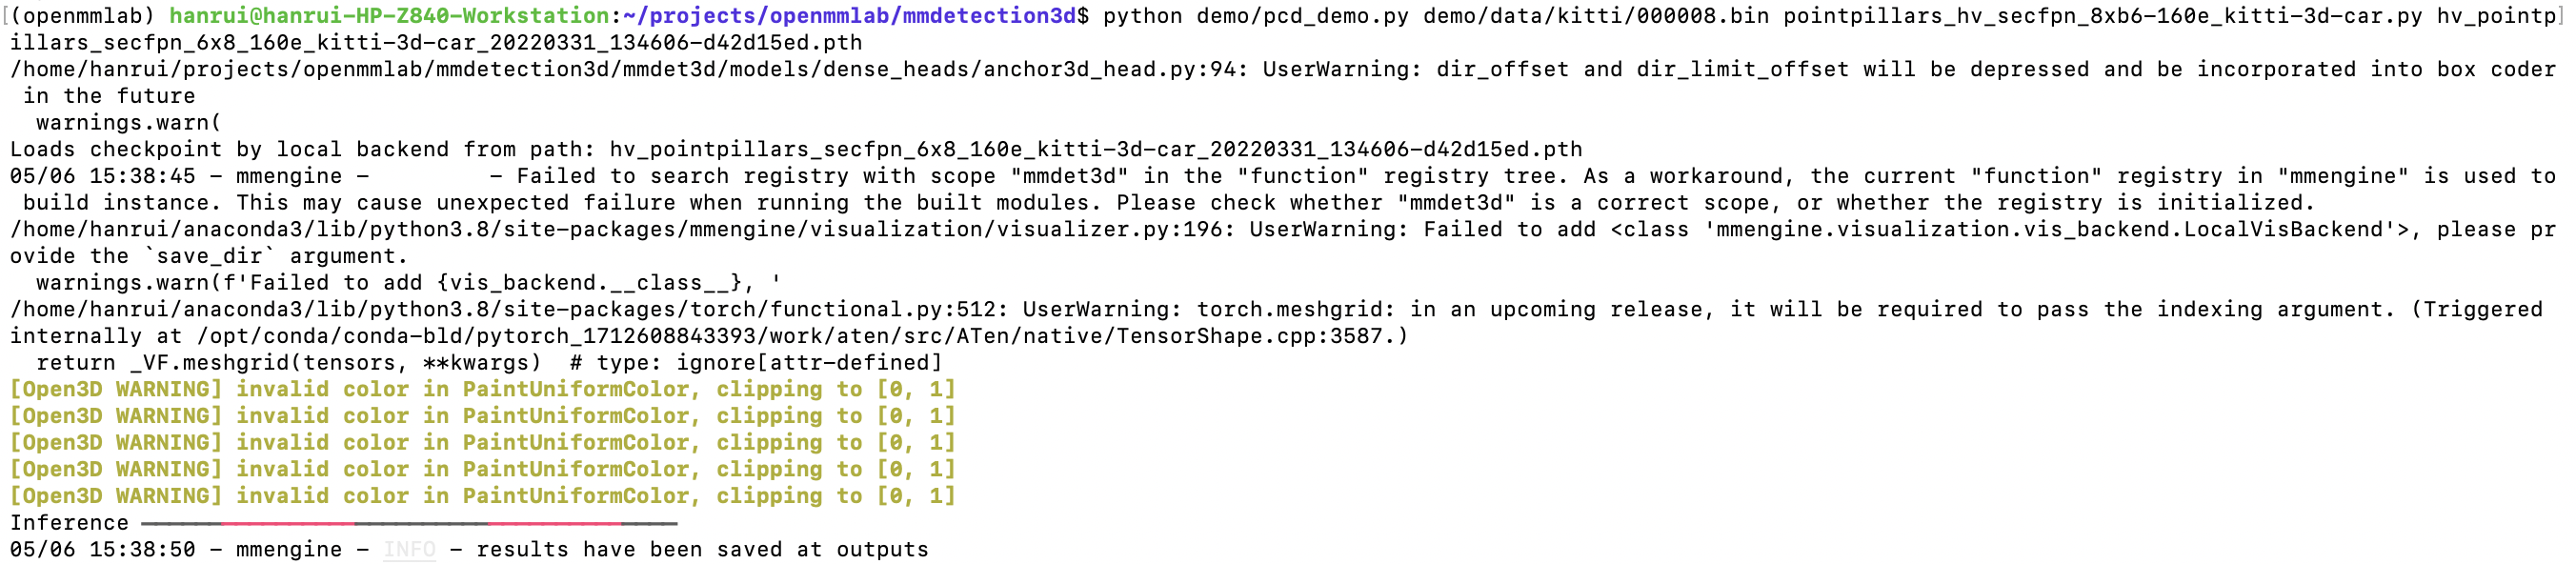 [(openmmlab) hanrui@hanrui-HP-Z840-Workstation:~/projects/openmmlab/mmdetection3d$ python demo/pcd_demo.py demo/data/kitti/000008.bin pointpillars_hv_secfpn_8xb6-160e_kitti-3d-car.py hv_pointp]
illars_secfpn_6x8_160e_kitti-3d-car_20220331_134606-d42d15ed.pth
/home/hanrui/projects/openmmlab/mmdetection3d/mmdet3d/models/dense_heads/anchor3d_head.py:94: UserWarning: dir_offset and dir_limit_offset will be depressed and be incorporated into box coder
 in the future
  warnings.warn(
Loads checkpoint by local backend from path: hv_pointpillars_secfpn_6x8_160e_kitti-3d-car_20220331_134606-d42d15ed.pth
05/06 15:38:45 - mmengine -         - Failed to search registry with scope "mmdet3d" in the "function" registry tree. As a workaround, the current "function" registry in "mmengine" is used to
 build instance. This may cause unexpected failure when running the built modules. Please check whether "mmdet3d" is a correct scope, or whether the registry is initialized.
/home/hanrui/anaconda3/lib/python3.8/site-packages/mmengine/visualization/visualizer.py:196: UserWarning: Failed to add <class 'mmengine.visualization.vis_backend.LocalVisBackend'>, please pr
ovide the `save_dir` argument.
  warnings.warn(f'Failed to add {vis_backend.__class__}, '
/home/hanrui/anaconda3/lib/python3.8/site-packages/torch/functional.py:512: UserWarning: torch.meshgrid: in an upcoming release, it will be required to pass the indexing argument. (Triggered
internally at /opt/conda/conda-bld/pytorch_1712608843393/work/aten/src/ATen/native/TensorShape.cpp:3587.)
  return _VF.meshgrid(tensors, **kwargs)  # type: ignore[attr-defined]
[Open3D WARNING] invalid color in PaintUniformColor, clipping to [0, 1]
[Open3D WARNING] invalid color in PaintUniformColor, clipping to [0, 1]
[Open3D WARNING] invalid color in PaintUniformColor, clipping to [0, 1]
[Open3D WARNING] invalid color in PaintUniformColor, clipping to [0, 1]
[Open3D WARNING] invalid color in PaintUniformColor, clipping to [0, 1]
Inference
05/06 15:38:50 - mmengine - INFO - results have been saved at outputs